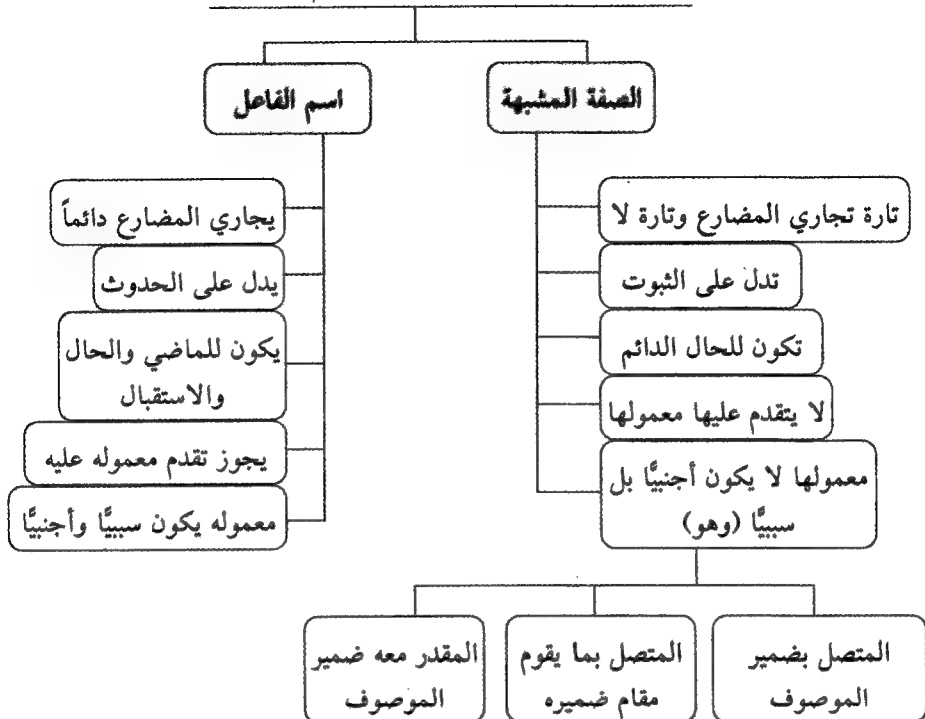 الصفة المشبهة
تارة تجاري المضارع وتارة لا
تدل على الثبوت
تكون للحال الدائم
لا يتقدم عليها معمولها
معمولها لا يكون أجنبيًّا بل
سببيًّا (وهو)
المتصل بضمير
الموصوف
المتصل بما يقوم
مقام ضميره
المقدر معه ضمير
الموصوف
اسم الفاعل
يجاري المضارع دائماً
يدل على الحدوث
يكون للماضي والحال
والاستقبال
يجوز تقدم معموله عليه
معموله يكون سببيًّا وأجنبيًّا